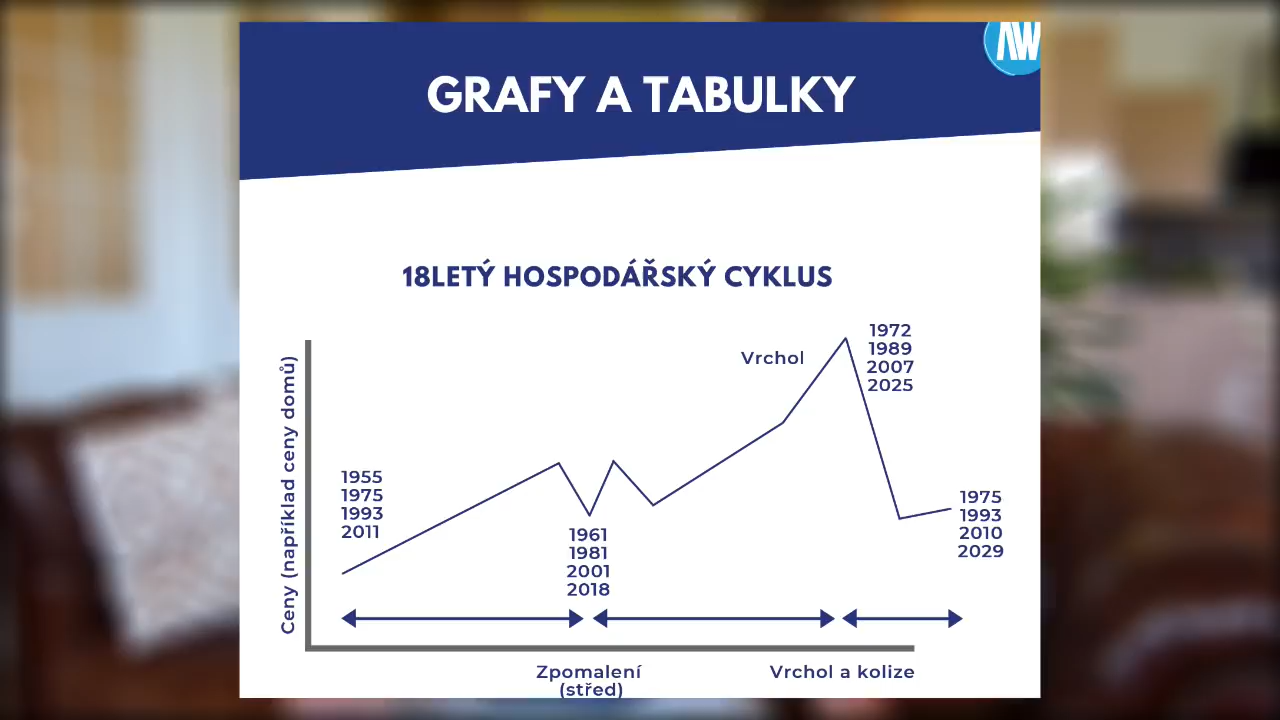 NW
GRAFY A TABULKY
18LETÝ HOSPODÁŘSKÝ CYKLUS
Ceny (například ceny domů)
Vrchol
1972
1989
2007
2025
1955
1975
1993
2011
1961
1981
2001
2018
1975
1993
2010
2029
Zpomalení
(střed)
Vrchol a kolize